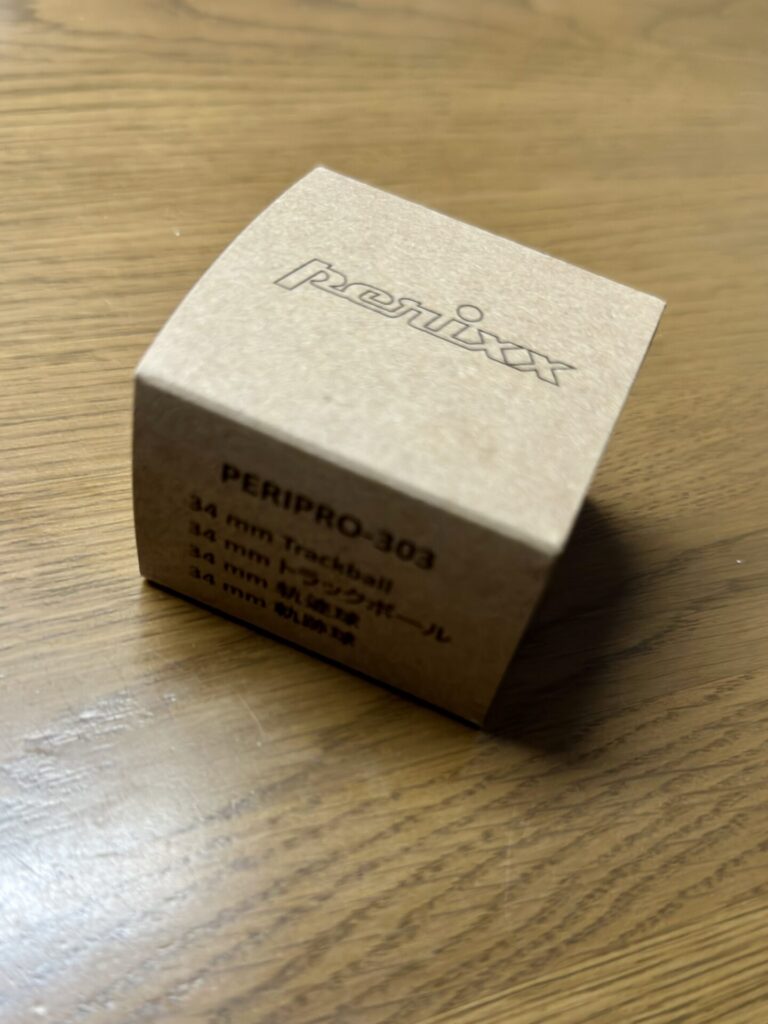 perixx
PERIPRO-303
34 mm Trackball
34 mm トラックボール
34 mm 軌迹球
34 mm 軌跡球